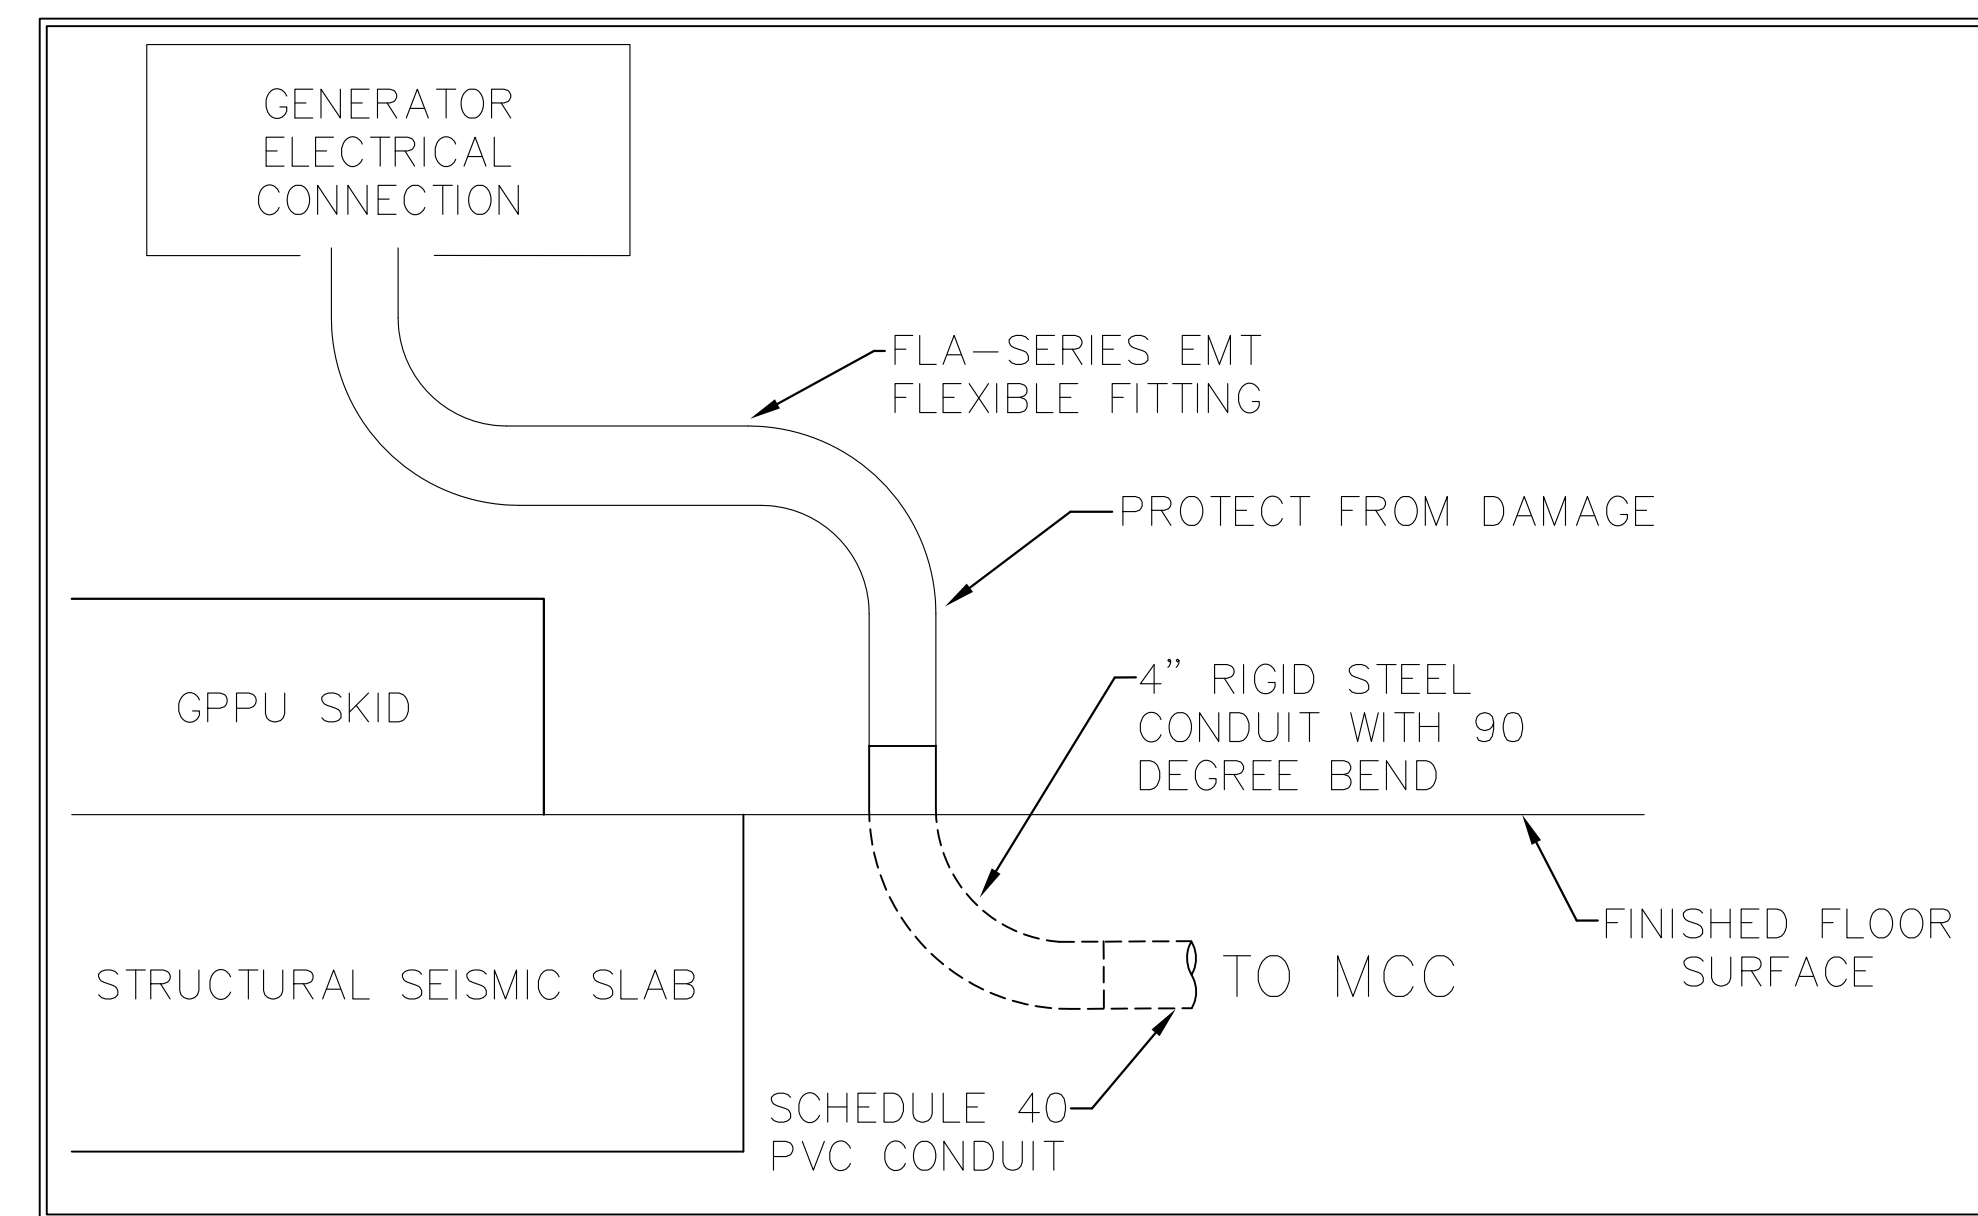 GENERATOR
ELECTRICAL
CONNECTION
FLA-SERIES EMT
FLEXIBLE FITTING
PROTECT FROM DAMAGE
4" RIGID STEEL
CONDUIT WITH 90
DEGREE BEND
GPPU SKID
FINISHED FLOOR
SURFACE
STRUCTURAL SEISMIC SLAB
TO MCC
SCHEDULE 40
PVC CONDUIT